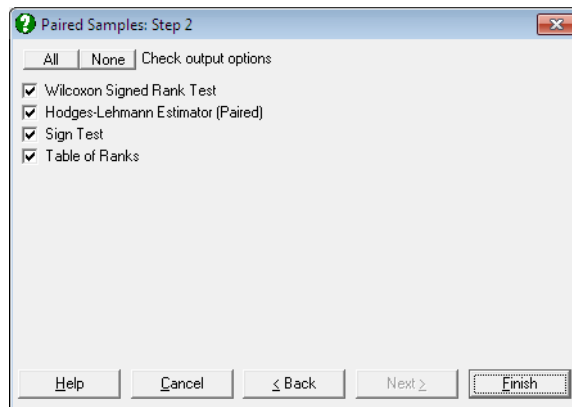 Paired Samples: Step 2
All None Check output options
Wilcoxon Signed Rank Test
Hodges-Lehmann Estimator (Paired)
Sign Test
Table of Ranks
Help Cancel < Back Next > Finish